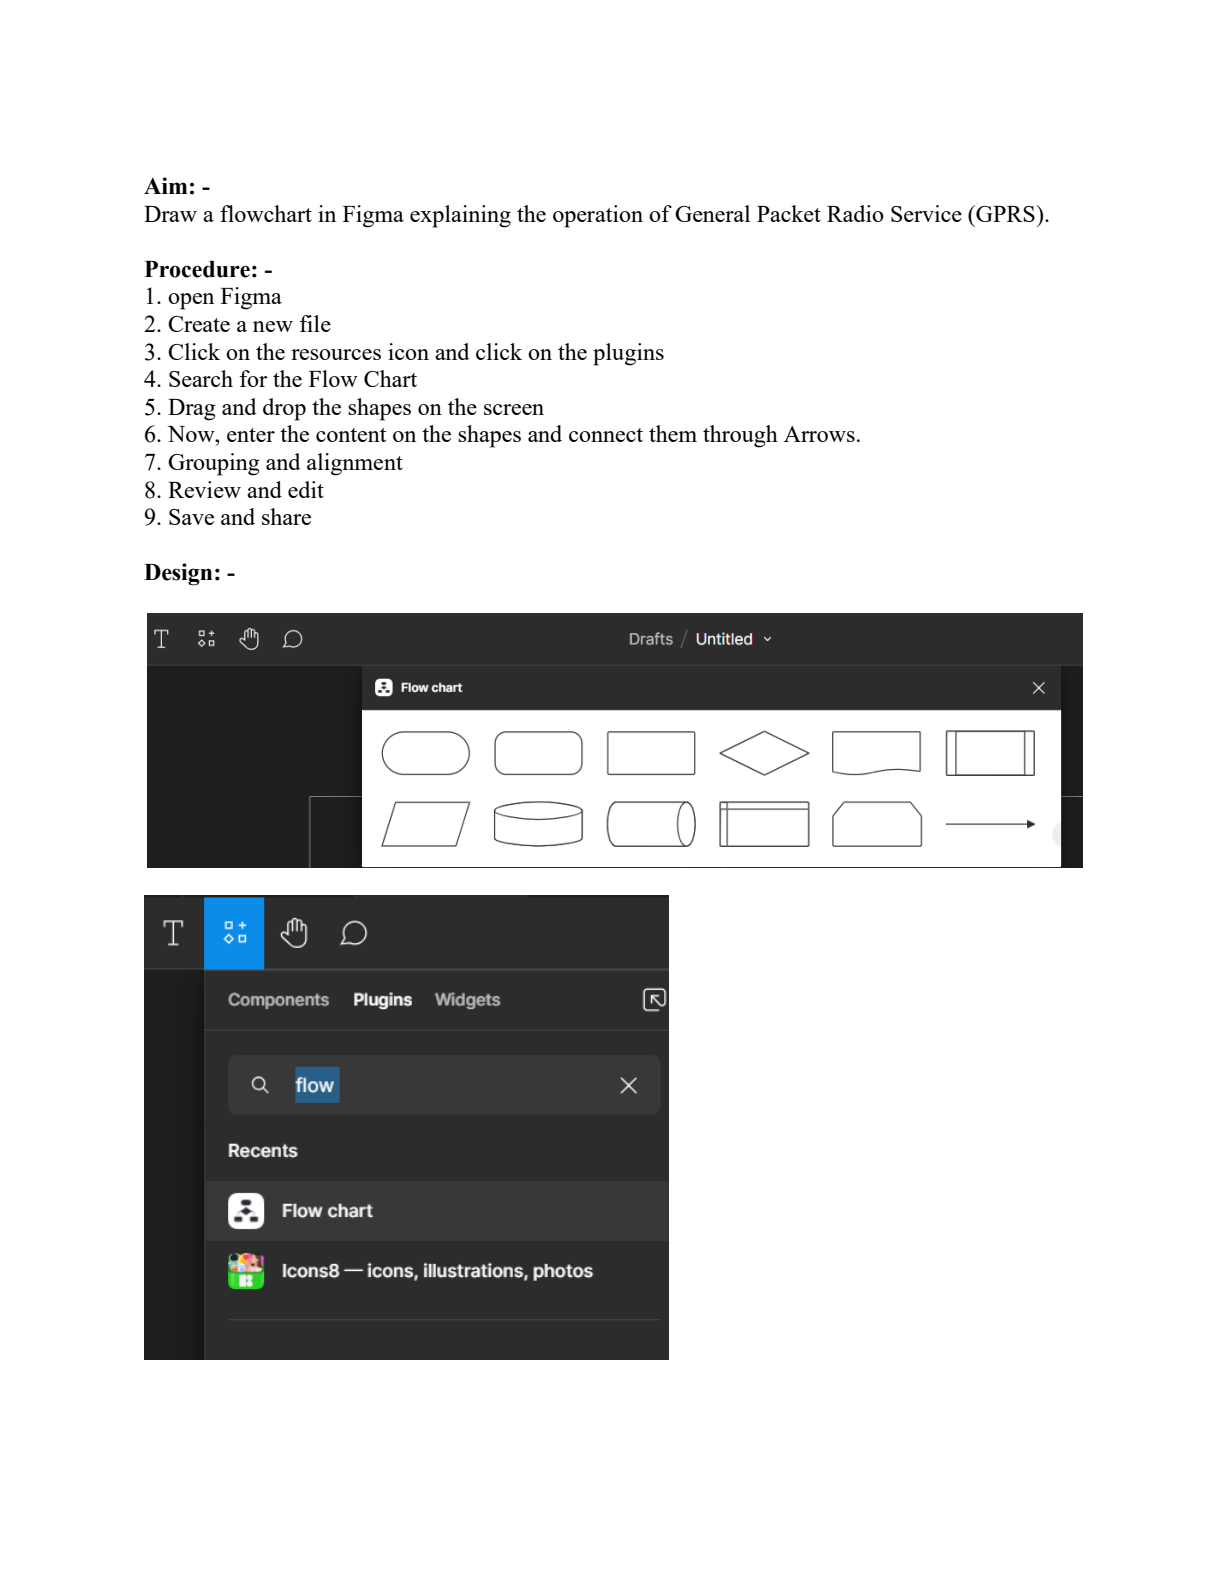 Aim: -
Draw a flowchart in Figma explaining the operation of General Packet Radio Service (GPRS).
Procedure: -
1. open Figma
2. Create a new file
3. Click on the resources icon and click on the plugins
4. Search for the Flow Chart
5. Drag and drop the shapes on the screen
6. Now, enter the content on the shapes and connect them through Arrows.
7. Grouping and alignment
8. Review and edit
9. Save and share
Design: -
Drafts / Untitled
Flow chart
Components Plugins Widgets
flow
Recents
Flow chart
Icons8 — icons, illustrations, photos